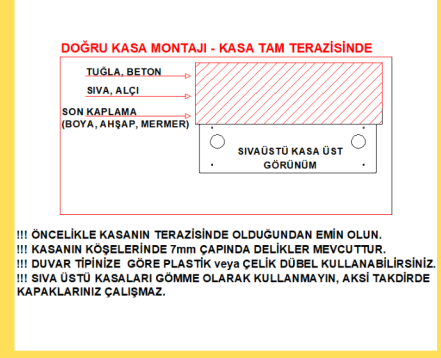 DOĞRU KASA MONTAJI - KASA TAM TERAZİSİNDE
TUĞLA, BETON
SIVA, ALÇI
SON KAPLAMA
(BOYA, AHŞAP, MERMER)
SIVAÜSTÜ KASA ÜST
GÖRÜNÜM
!!! ÖNCELİKLE KASANIN TERAZİSİNDE OLDUĞUNDAN EMİN OLUN.
!!! KASANIN KÖŞELERİNDE 7mm ÇAPINDA DELİKLER MEVCUTTUR.
!!! DUVAR TİPİNİZE GÖRE PLASTİK veya ÇELİK DÜBEL KULLANABİLİRSİNİZ.
!!! SIVA ÜSTÜ KASALARI GÖMME OLARAK KULLANMAYIN, AKSİ TAKDİRDE
KAPAKLARINIZ ÇALIŞMAZ.